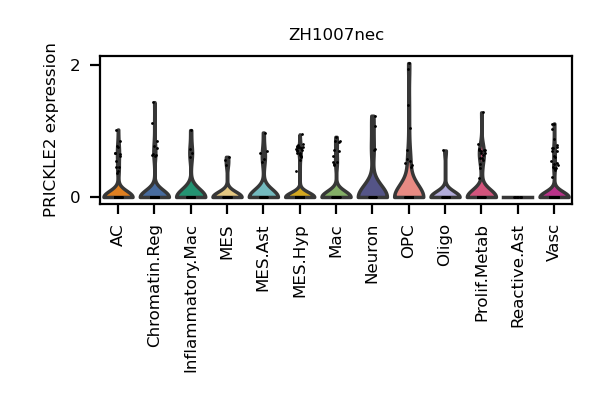 ZH1007nec
PRICKLE2 expression
2
0
AC
Chromatin.Reg
Inflammatory.Mac
MES
MES.Ast
MES.Hyp
Mac
Neuron
OPC
Oligo
Prolif.Metab
Reactive.Ast
Vasc